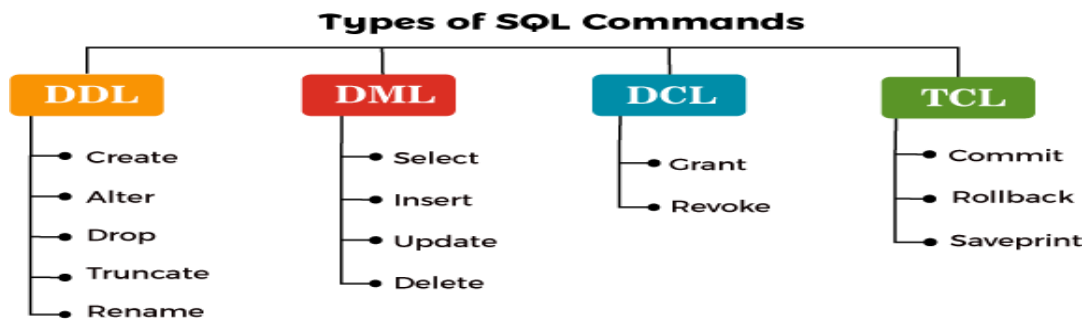 Types of SQL Commands
DDL
Create
Alter
Drop
Truncate
Rename
DML
Select
Insert
Update
Delete
DCL
Grant
Revoke
TCL
Commit
Rollback
Saveprint